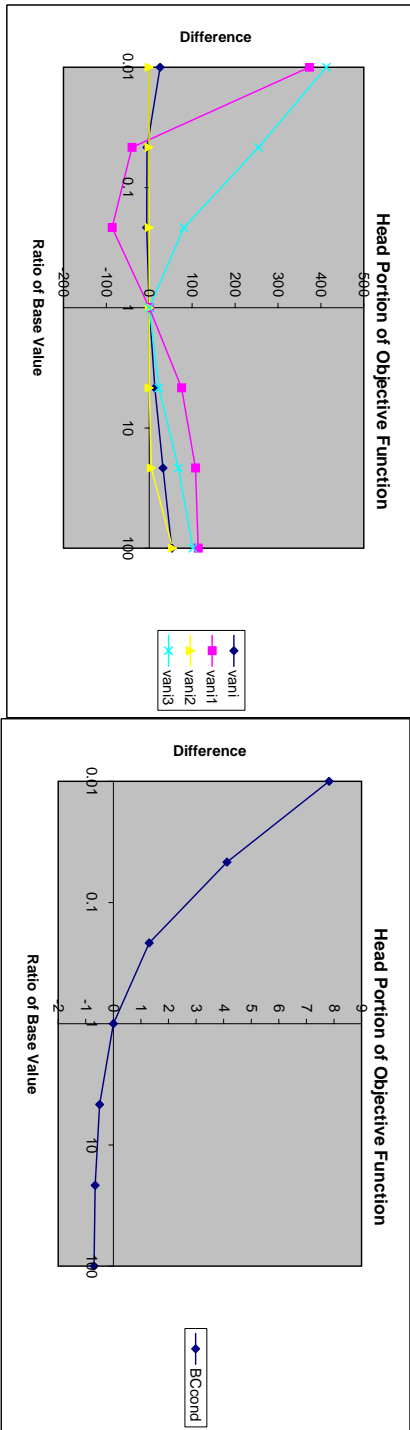 Head Portion of Objective Function
500
400
300
200
100
0
-100
-200
0.01
0.1
1
10
100
Difference
Ratio of Base Value
vani
vani1
vani2
vani3
Head Portion of Objective Function
9
8
7
6
5
4
3
2
1
0
-1
-2
0.01
0.1
1
10
100
Difference
Ratio of Base Value
BCcond